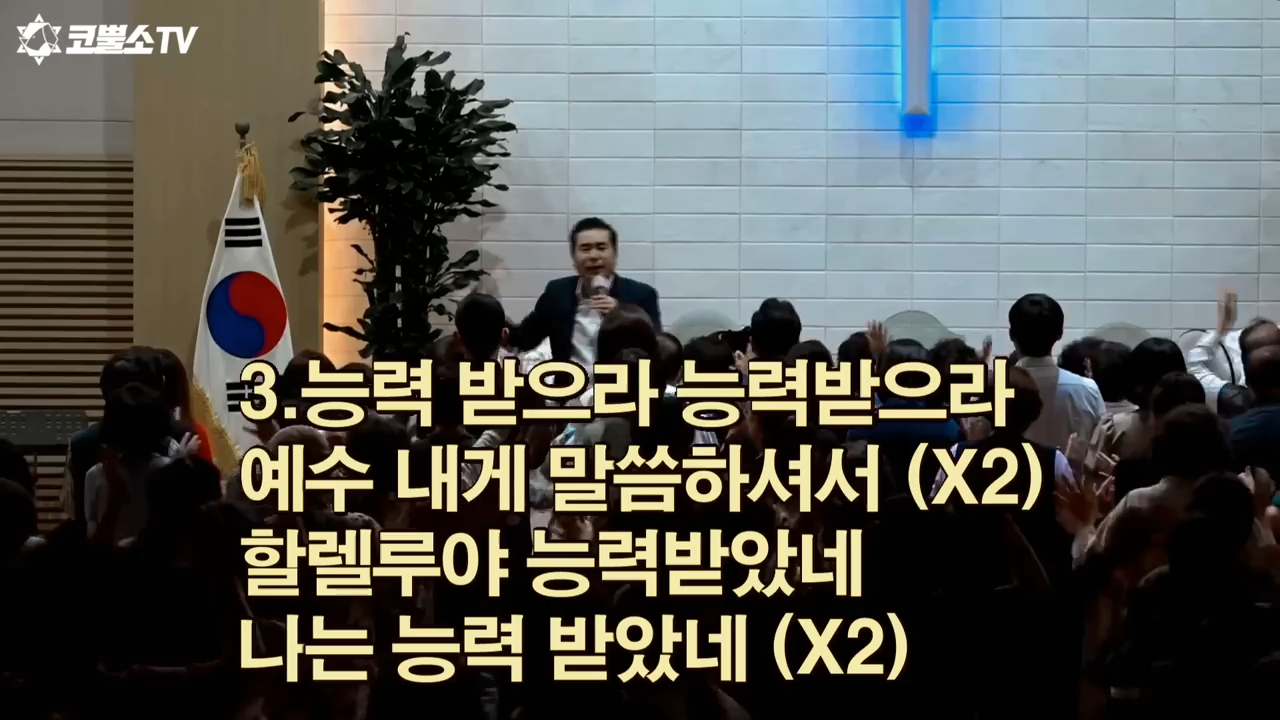 코뿔소TV
3.능력 받으라 능력받으라
예수 내게 말씀하셔서 (X2)
할렐루야 능력받았네
나는 능력 받았네 (X2)